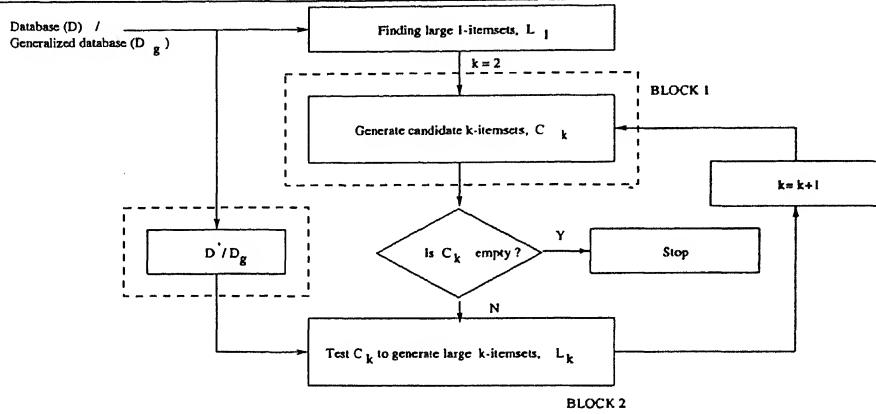 Database (D) /
Generalized database (D g )
Finding large 1-itemsets, L 1
k = 2
BLOCK 1
Generate candidate k-itemsets, C k
k= k+1
D'/D g
Is C k empty ?
Y
Stop
N
Test C k to generate large k-itemsets, L k
BLOCK 2